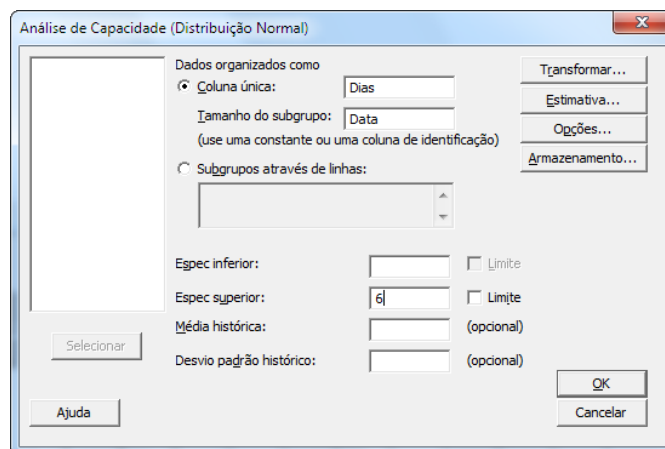 Análise de Capacidade (Distribuição Normal)
Dados organizados como
Coluna única: Dias
Tamanho do subgrupo: Data
(use uma constante ou uma coluna de identificação)
Subgrupos através de linhas:
Transformar...
Estimativa...
Opções...
Armazenamento...
Espec inferior: Limite
Espec superior: 6 Limite
Média histórica: (opcional)
Desvio padrão histórico: (opcional)
Selecionar
Ajuda
OK
Cancelar